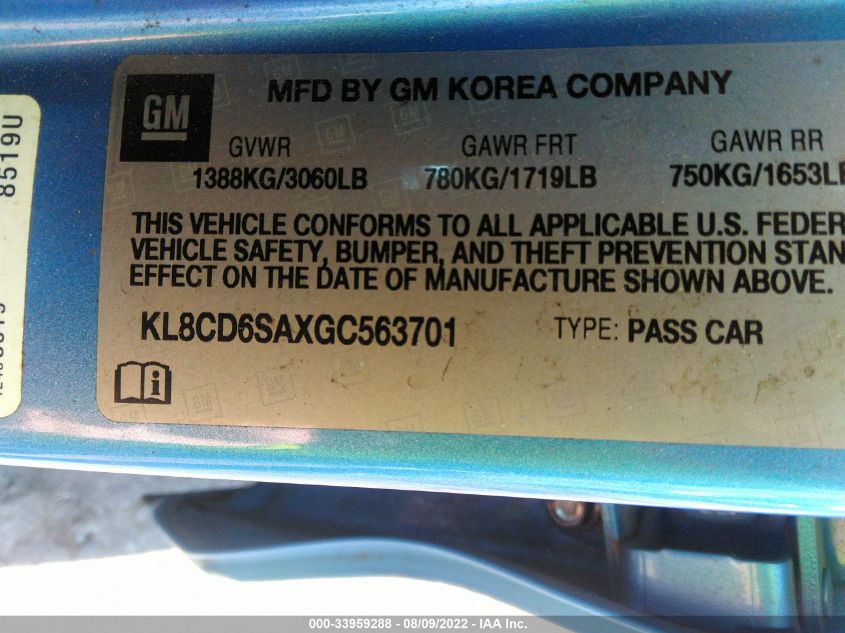 8519U
GM
MFD BY GM KOREA COMPANY
GVWR GAWR FRT GAWR RR
1388KG/3060LB 780KG/1719LB 750KG/1653LB
THIS VEHICLE CONFORMS TO ALL APPLICABLE U.S. FEDER
VEHICLE SAFETY, BUMPER, AND THEFT PREVENTION STAN
EFFECT ON THE DATE OF MANUFACTURE SHOWN ABOVE.
KL8CD6SAXGC563701 TYPE: PASS CAR
000-33959288 - 08/09/2022 - IAA Inc.